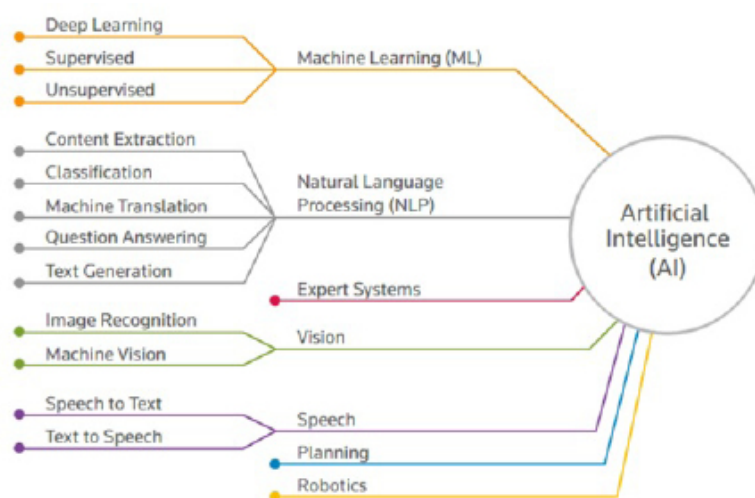 Deep Learning
Supervised
Unsupervised
Machine Learning (ML)
Content Extraction
Classification
Machine Translation
Question Answering
Text Generation
Natural Language
Processing (NLP)
Expert Systems
Image Recognition
Machine Vision
Vision
Speech to Text
Text to Speech
Speech
Planning
Robotics
Artificial
Intelligence
(AI)